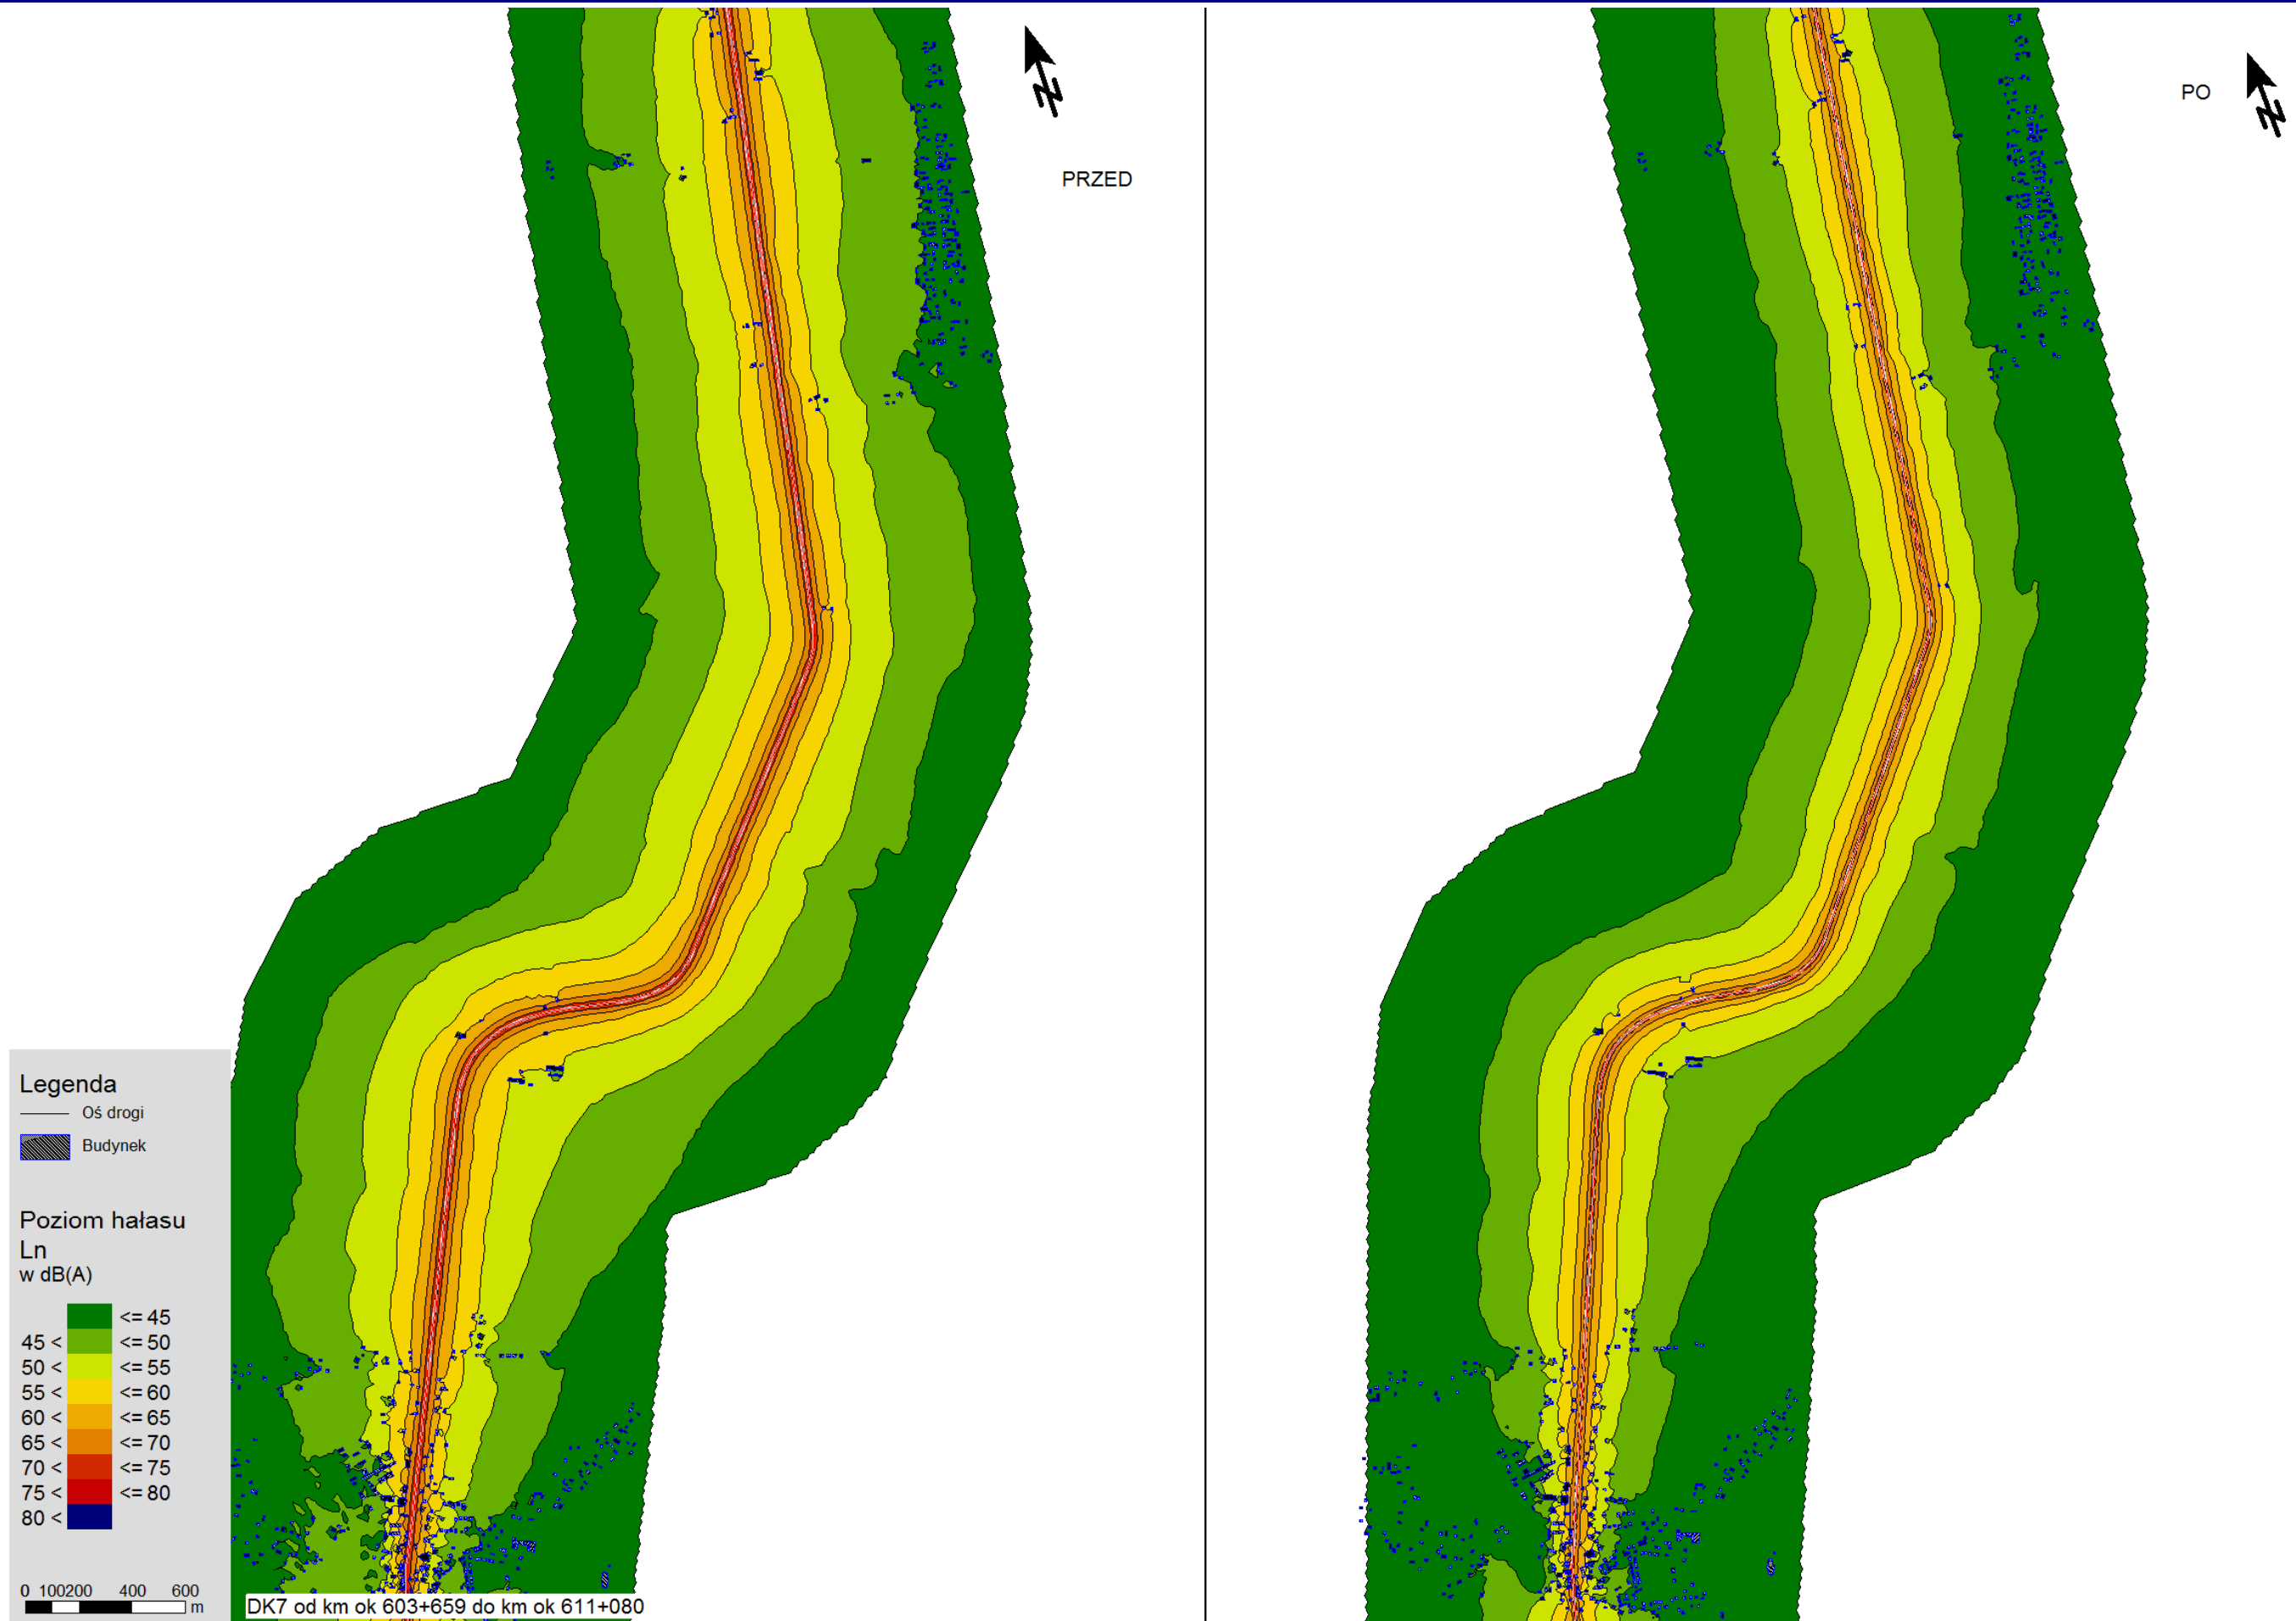 PRZED
PO
Legenda
Oś drogi
Budynek
Poziom hałasu
Ln
w dB(A)
<= 45
45 < <= 50
50 < <= 55
55 < <= 60
60 < <= 65
65 < <= 70
70 < <= 75
75 < <= 80
80 <
0 100200 400 600
m
DK7 od km ok 603+659 do km ok 611+080